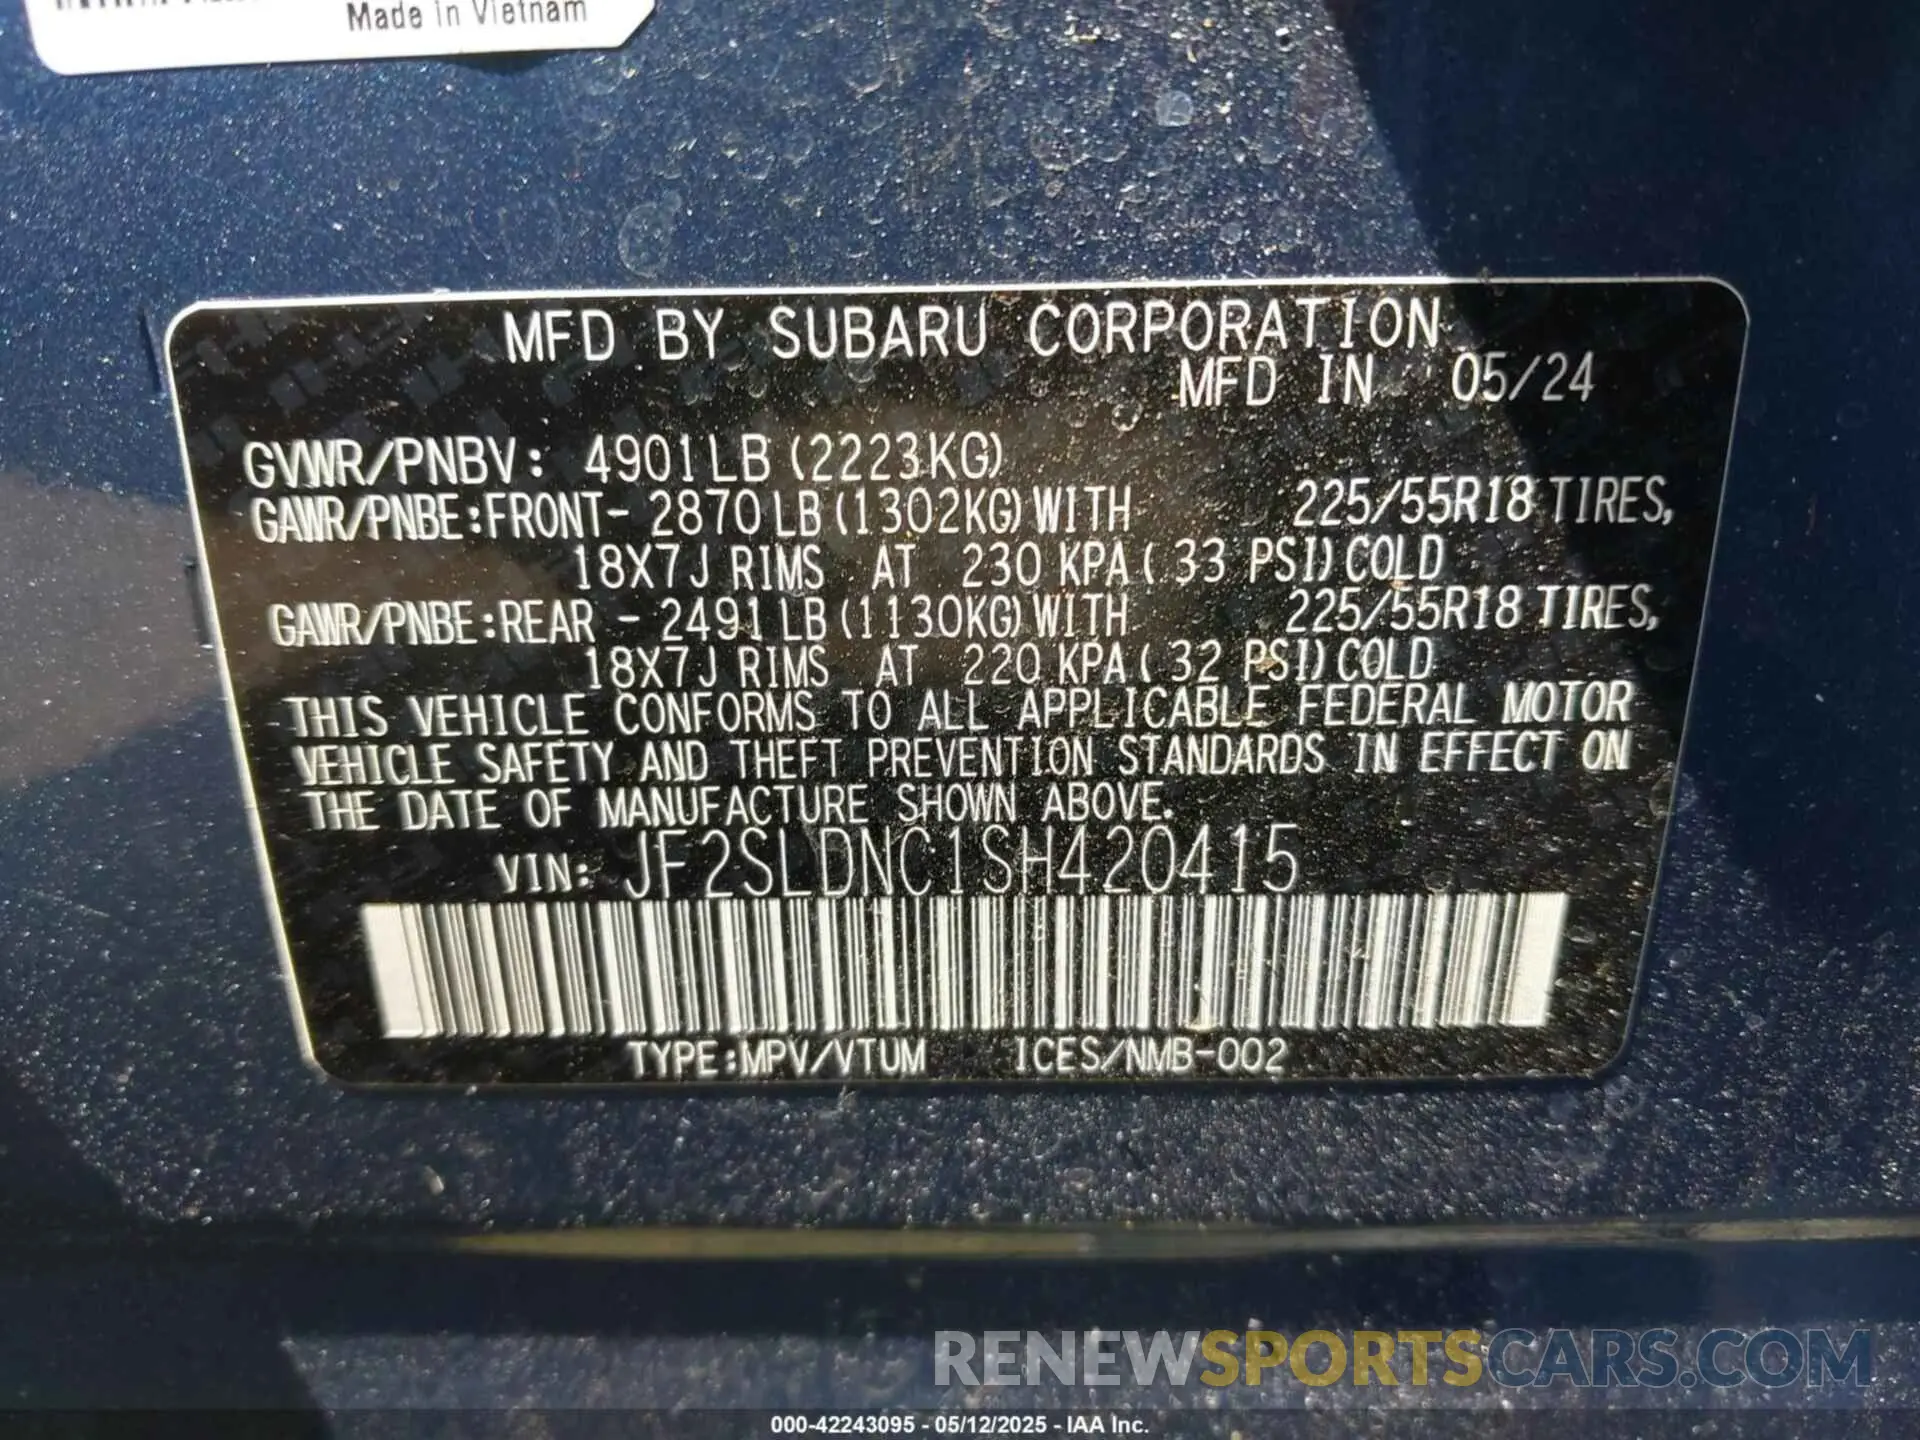 Made in Vietnam
MFD BY SUBARU CORPORATION
MFD IN 05/24
GVWR/PNBV: 4901LB (2223KG)
GAWR/PNBE:FRONT- 2870LB(1302KG)WITH 225/55R18 TIRES,
18X7J RIMS AT 230 KPA( 33 PSI)COLD
GAWR/PNBE:REAR - 2491LB(1130KG)WITH 225/55R18 TIRES,
18X7J RIMS AT 220 KPA( 32 PSI)COLD
THIS VEHICLE CONFORMS TO ALL APPLICABLE FEDERAL MOTOR
VEHICLE SAFETY AND THEFT PREVENTION STANDARDS IN EFFECT ON
THE DATE OF MANUFACTURE SHOWN ABOVE.
VIN: JF2SLDNC1SH420415
TYPE:MPV/VTUM ICES/NMB-002
RENEWSPORTSCARS.COM
000-42243095 - 05/12/2025 - IAA Inc.